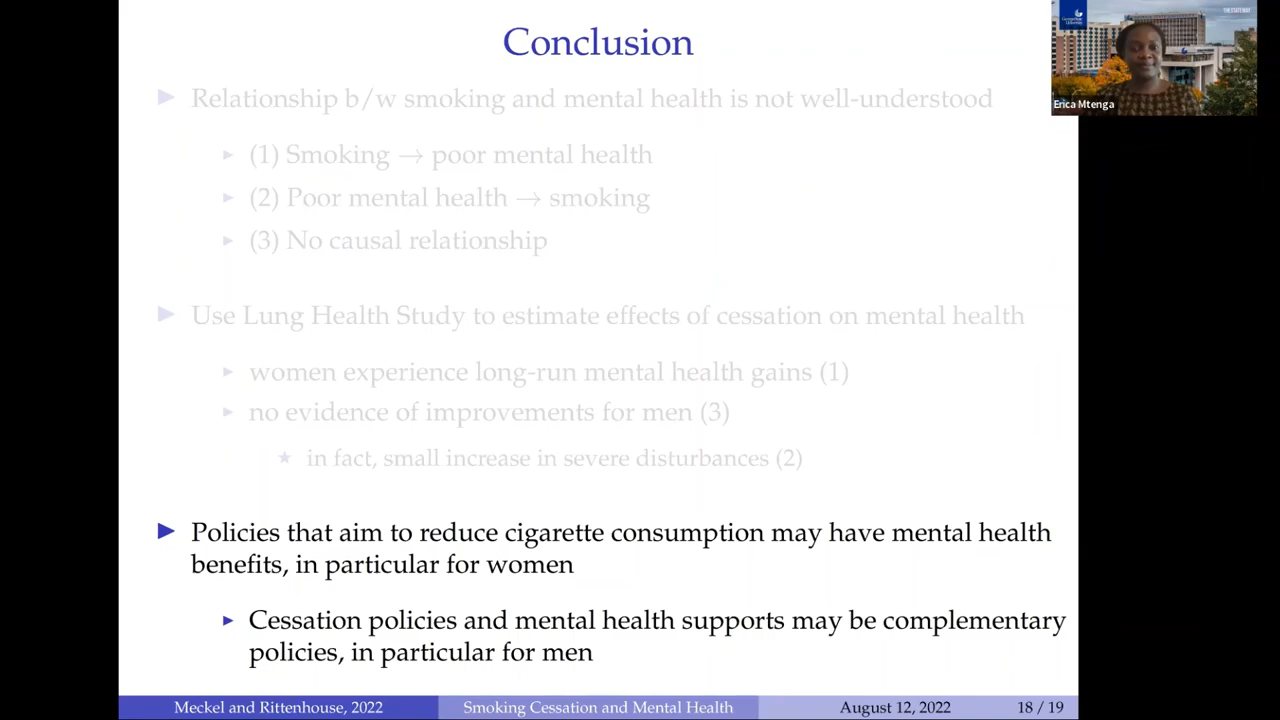 Conclusion
Relationship b/w smoking and mental health is not well-understood
(1) Smoking → poor mental health
(2) Poor mental health → smoking
(3) No causal relationship
Use Lung Health Study to estimate effects of cessation on mental health
women experience long-run mental health gains (1)
no evidence of improvements for men (3)
in fact, small increase in severe disturbances (2)
Policies that aim to reduce cigarette consumption may have mental health
benefits, in particular for women
Cessation policies and mental health supports may be complementary
policies, in particular for men
Meckel and Rittenhouse, 2022
Smoking Cessation and Mental Health
August 12, 2022
18 / 19
Erica Mtenga